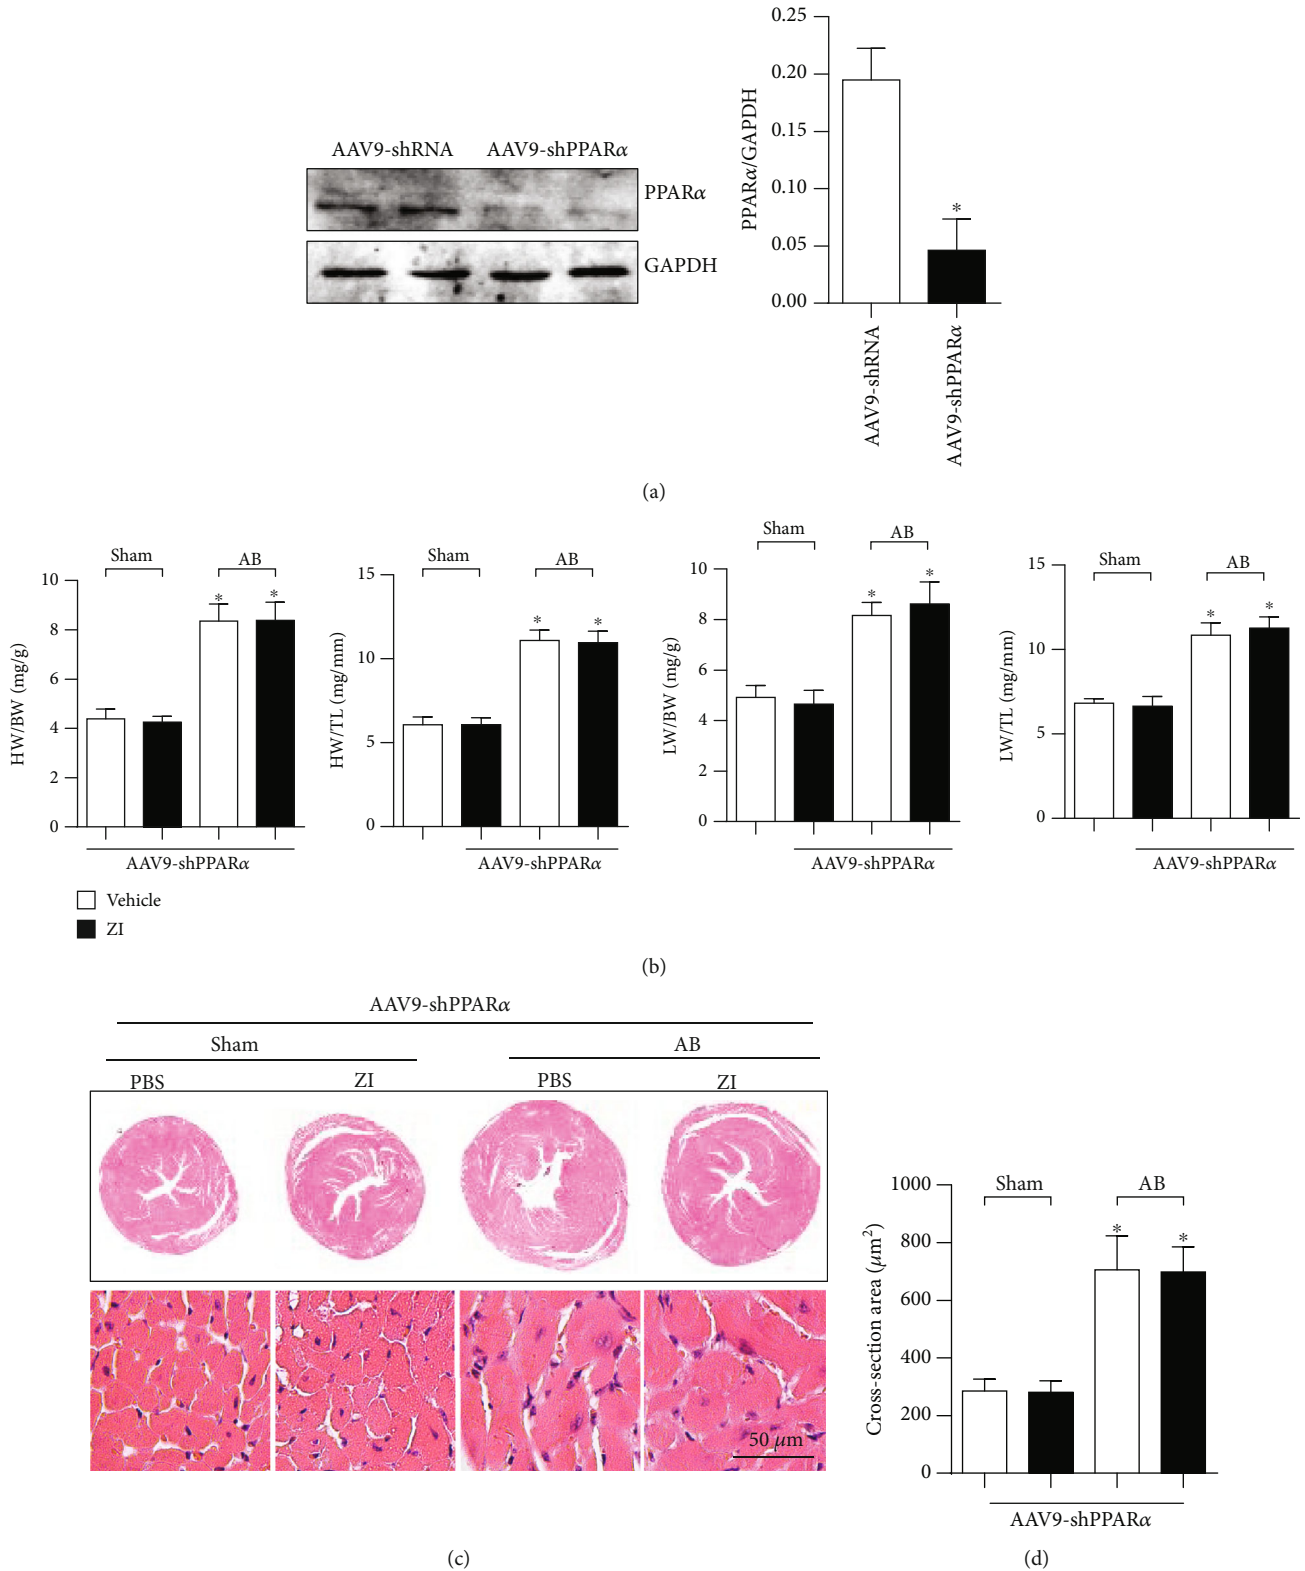 AAV9-shRNA AAV9-shPPARα
PPARα
GAPDH
PPARα/GAPDH
0.25
0.20
0.15
0.10
0.05
0.00
*
AAV9-shRNA
AAV9-shPPARα
(a)
HW/BW (mg/g)
10
8
6
4
2
0
Sham AB
* *
AAV9-shPPARα
HW/TL (mg/mm)
15
10
5
0
Sham AB
* *
AAV9-shPPARα
LW/BW (mg/g)
10
8
6
4
2
0
Sham AB
* *
AAV9-shPPARα
LW/TL (mg/mm)
15
10
5
0
Sham AB
* *
AAV9-shPPARα
Vehicle
ZI
(b)
AAV9-shPPARα
Sham AB
PBS ZI PBS ZI
50 μm
(c)
Cross-section area (μm²)
1000
800
600
400
200
0
Sham AB
* *
AAV9-shPPARα
(d)